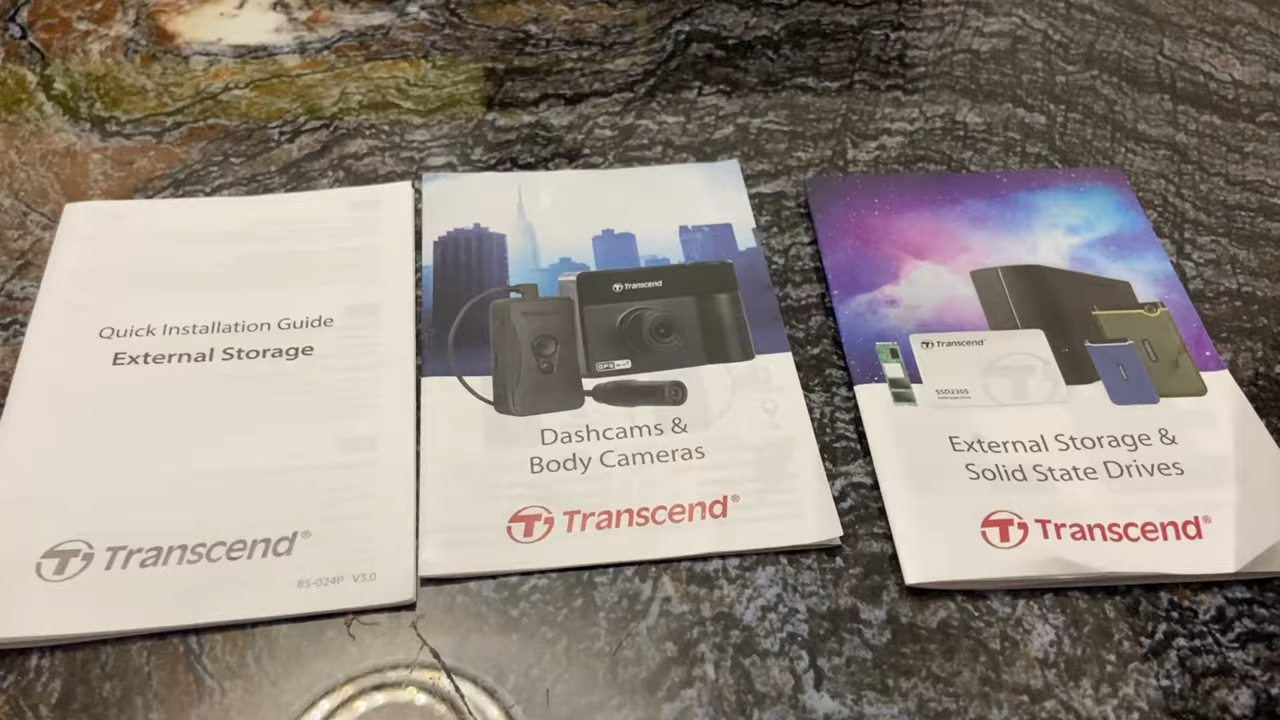 Quick Installation Guide
External Storage
Transcend®
85-024P V3.0
Transcend
GPS
Dashcams &
Body Cameras
Transcend®
Transcend®
SSD230S
External Storage &
Solid State Drives
Transcend®